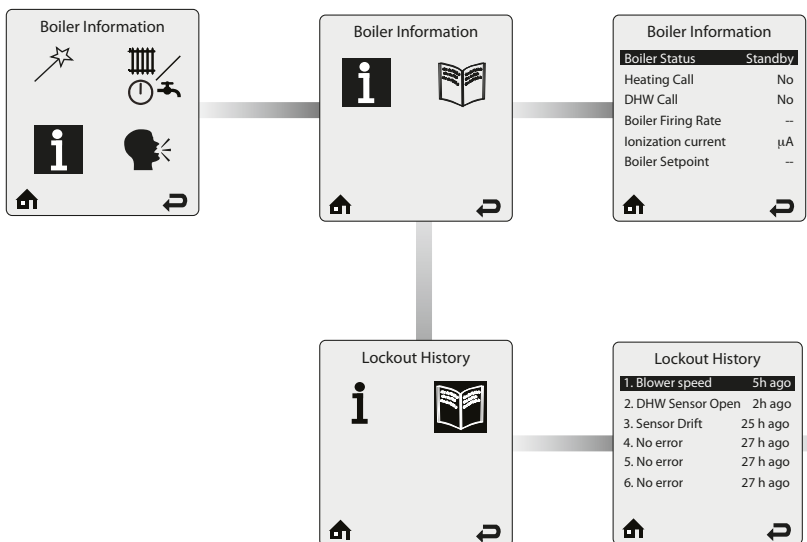 Boiler Information
Boiler Information
Boiler Information
Boiler Status Standby
Heating Call No
DHW Call No
Boiler Firing Rate --
Ionization current µA
Boiler Setpoint --
Lockout History
Lockout History
1. Blower speed 5h ago
2. DHW Sensor Open 2h ago
3. Sensor Drift 25 h ago
4. No error 27 h ago
5. No error 27 h ago
6. No error 27 h ago